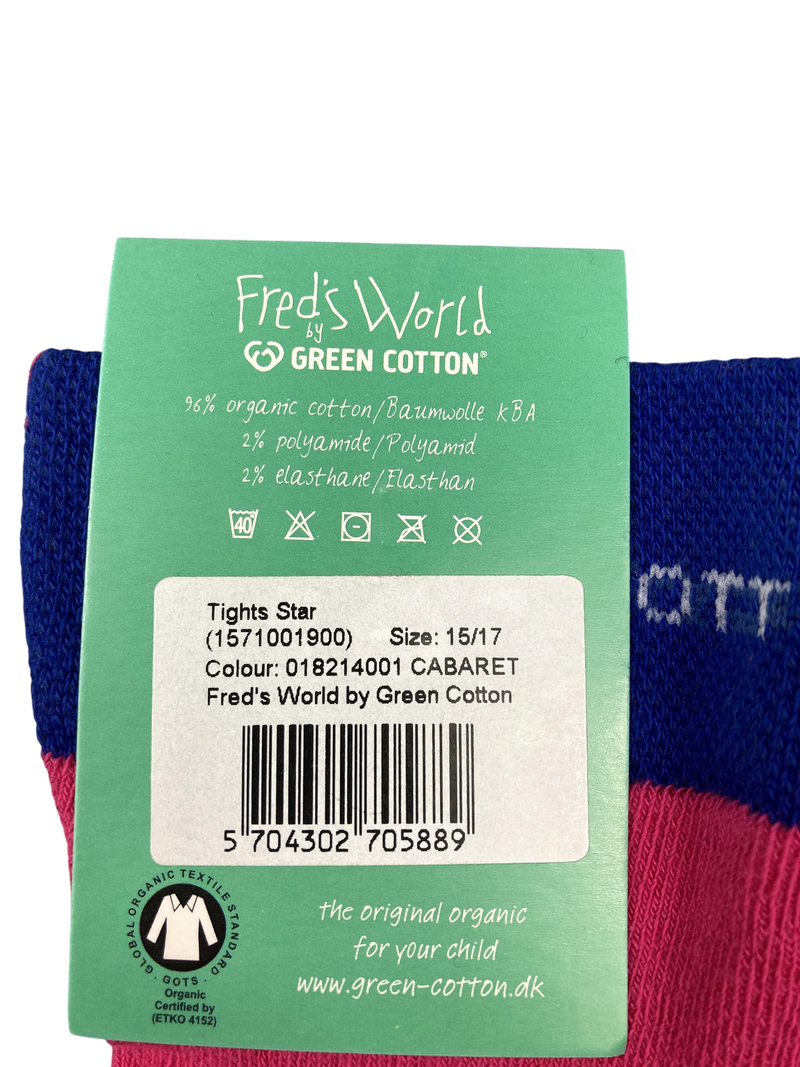 Fred's World
by
GREEN COTTON®
96% organic cotton/Baumwolle kBA
2% polyamide/Polyamid
2% elasthane/Elasthan
40
Tights Star
(1571001900) Size: 15/17
Colour: 018214001 CABARET
Fred's World by Green Cotton
5 704302 705889
OTT
GLOBAL ORGANIC TEXTILE STANDARD
· GOTS ·
Organic
Certified by
(ETKO 4152)
the original organic
for your child
www.green-cotton.dk